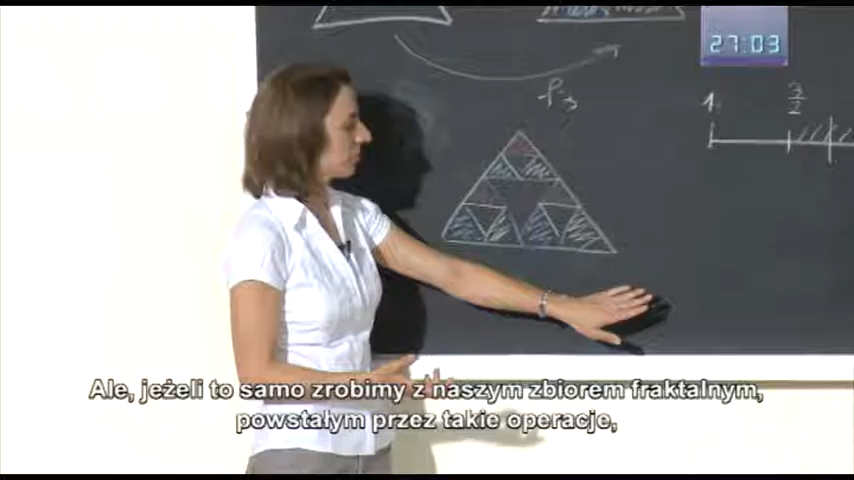 27:03
1
3/2
Ale, jeżeli to samo zrobimy z naszym zbiorem fraktalnym,
powstałym przez takie operacje,